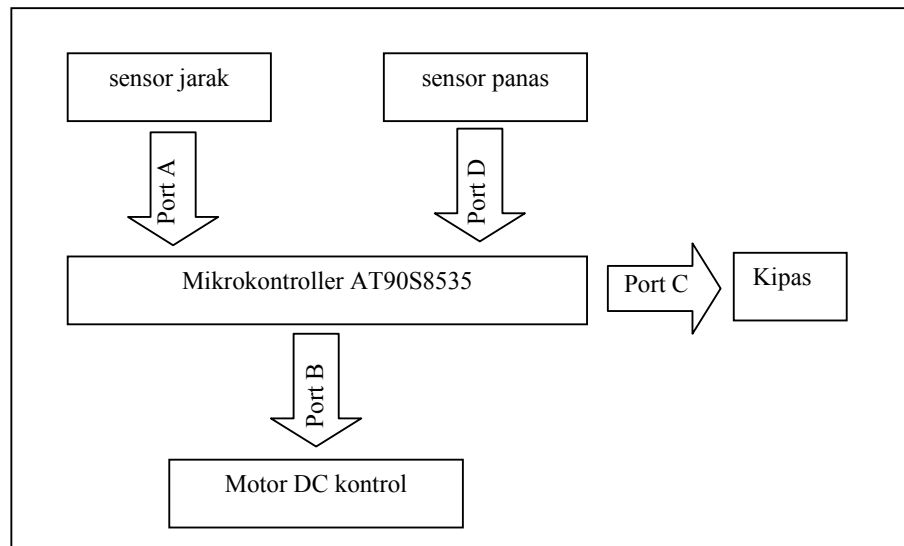 sensor jarak
sensor panas
Port A
Port D
Mikrokontroller AT90S8535
Port C
Kipas
Port B
Motor DC kontrol